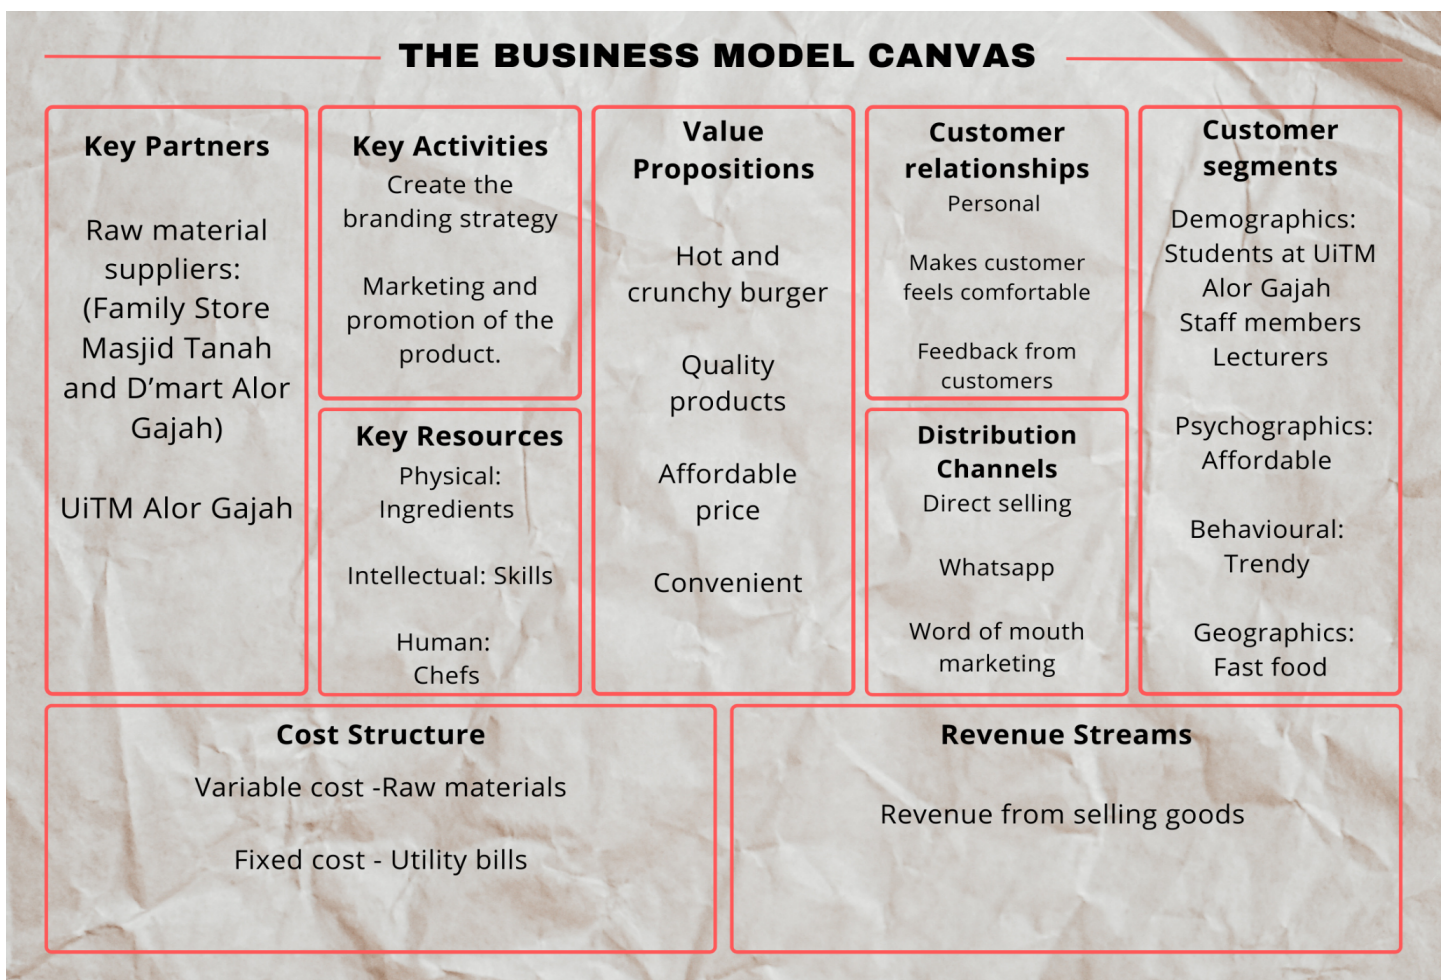 THE BUSINESS MODEL CANVAS
Key Partners
Raw material
suppliers:
(Family Store
Masjid Tanah
and D’mart Alor
Gajah)
UiTM Alor Gajah
Key Activities
Create the
branding strategy
Marketing and
promotion of the
product.
Key Resources
Physical:
Ingredients
Intellectual: Skills
Human:
Chefs
Value
Propositions
Hot and
crunchy burger
Quality
products
Affordable
price
Convenient
Customer
relationships
Personal
Makes customer
feels comfortable
Feedback from
customers
Distribution
Channels
Direct selling
Whatsapp
Word of mouth
marketing
Customer
segments
Demographics:
Students at UiTM
Alor Gajah
Staff members
Lecturers
Psychographics:
Affordable
Behavioural:
Trendy
Geographics:
Fast food
Cost Structure
Variable cost -Raw materials
Fixed cost - Utility bills
Revenue Streams
Revenue from selling goods